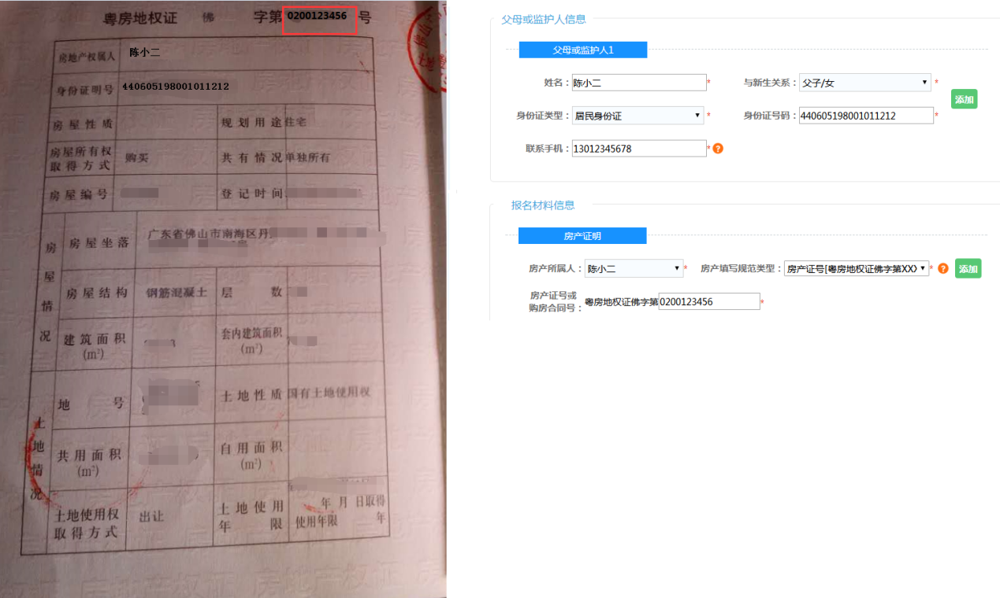 粤房地权证 佛 字第 0200123456 号
房地产权属人 陈小二
身份证明号 440605198001011212
房屋性质 规划用途 住宅
房屋所有权取得方式 购买 共有情况 单独所有
房屋编号 登记时间
房屋情况
房屋坐落 广东省佛山市南海区丹
房屋结构 钢筋混凝土 层数
建筑面积(m²) 套内建筑面积(m²)
土地情况
地号 土地性质 国有土地使用权
共用面积(m²) 自用面积(m²)
土地使用权取得方式 出让 土地使用年限 年 月 日取得
使用年限 年
父母或监护人信息
父母或监护人1
姓名： 陈小二 * 与新生关系： 父子/女 *
添加
身份证类型： 居民身份证 * 身份证号码： 440605198001011212 *
联系手机： 13012345678 * ?
报名材料信息
房产证明
房产所属人： 陈小二 * 房产填写规范类型： 房产证号[粤房地权证佛字第XX) * ? 添加
房产证号或
购房合同号： 粤房地权证佛字第 0200123456 *